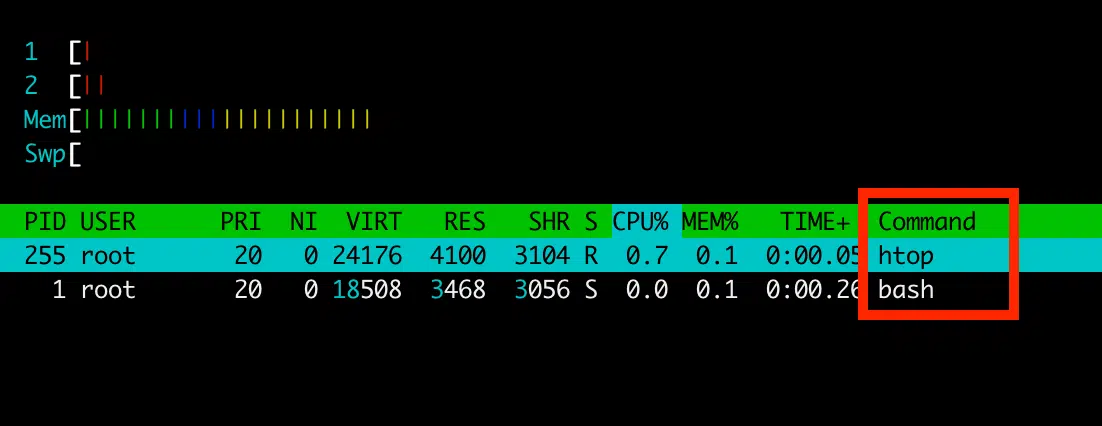 1 [|
2 [||
Mem[|||||||||||||||||||||
Swp[
PID USER PRI NI VIRT RES SHR S CPU% MEM% TIME+ Command
255 root 20 0 24176 4100 3104 R 0.7 0.1 0:00.05 htop
1 root 20 0 18508 3468 3056 S 0.0 0.1 0:00.26 bash